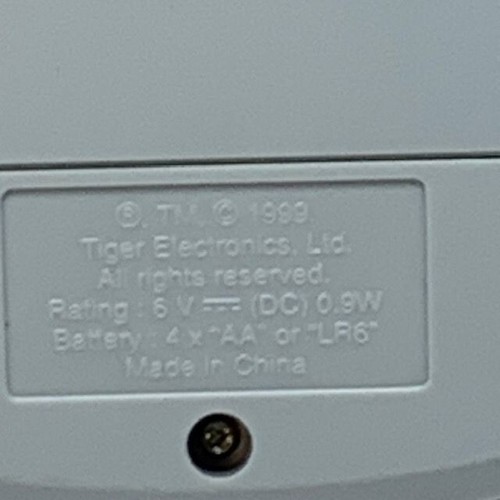 ®, TM, © 1999.
Tiger Electronics, Ltd.
All rights reserved.
Rating : 6 V ⎓ (DC) 0.9W
Battery : 4 x "AA" or "LR6"
Made in China